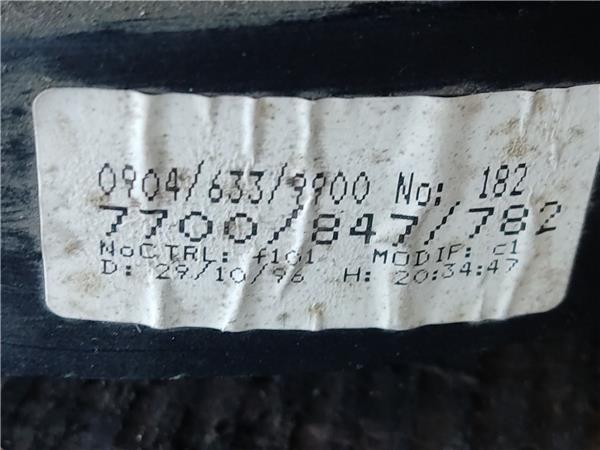 0904/633/9900 No: 182
7700/847/782
NoCTRL: f101 MODIF: c1
D: 29/10/96 H: 20:34:47